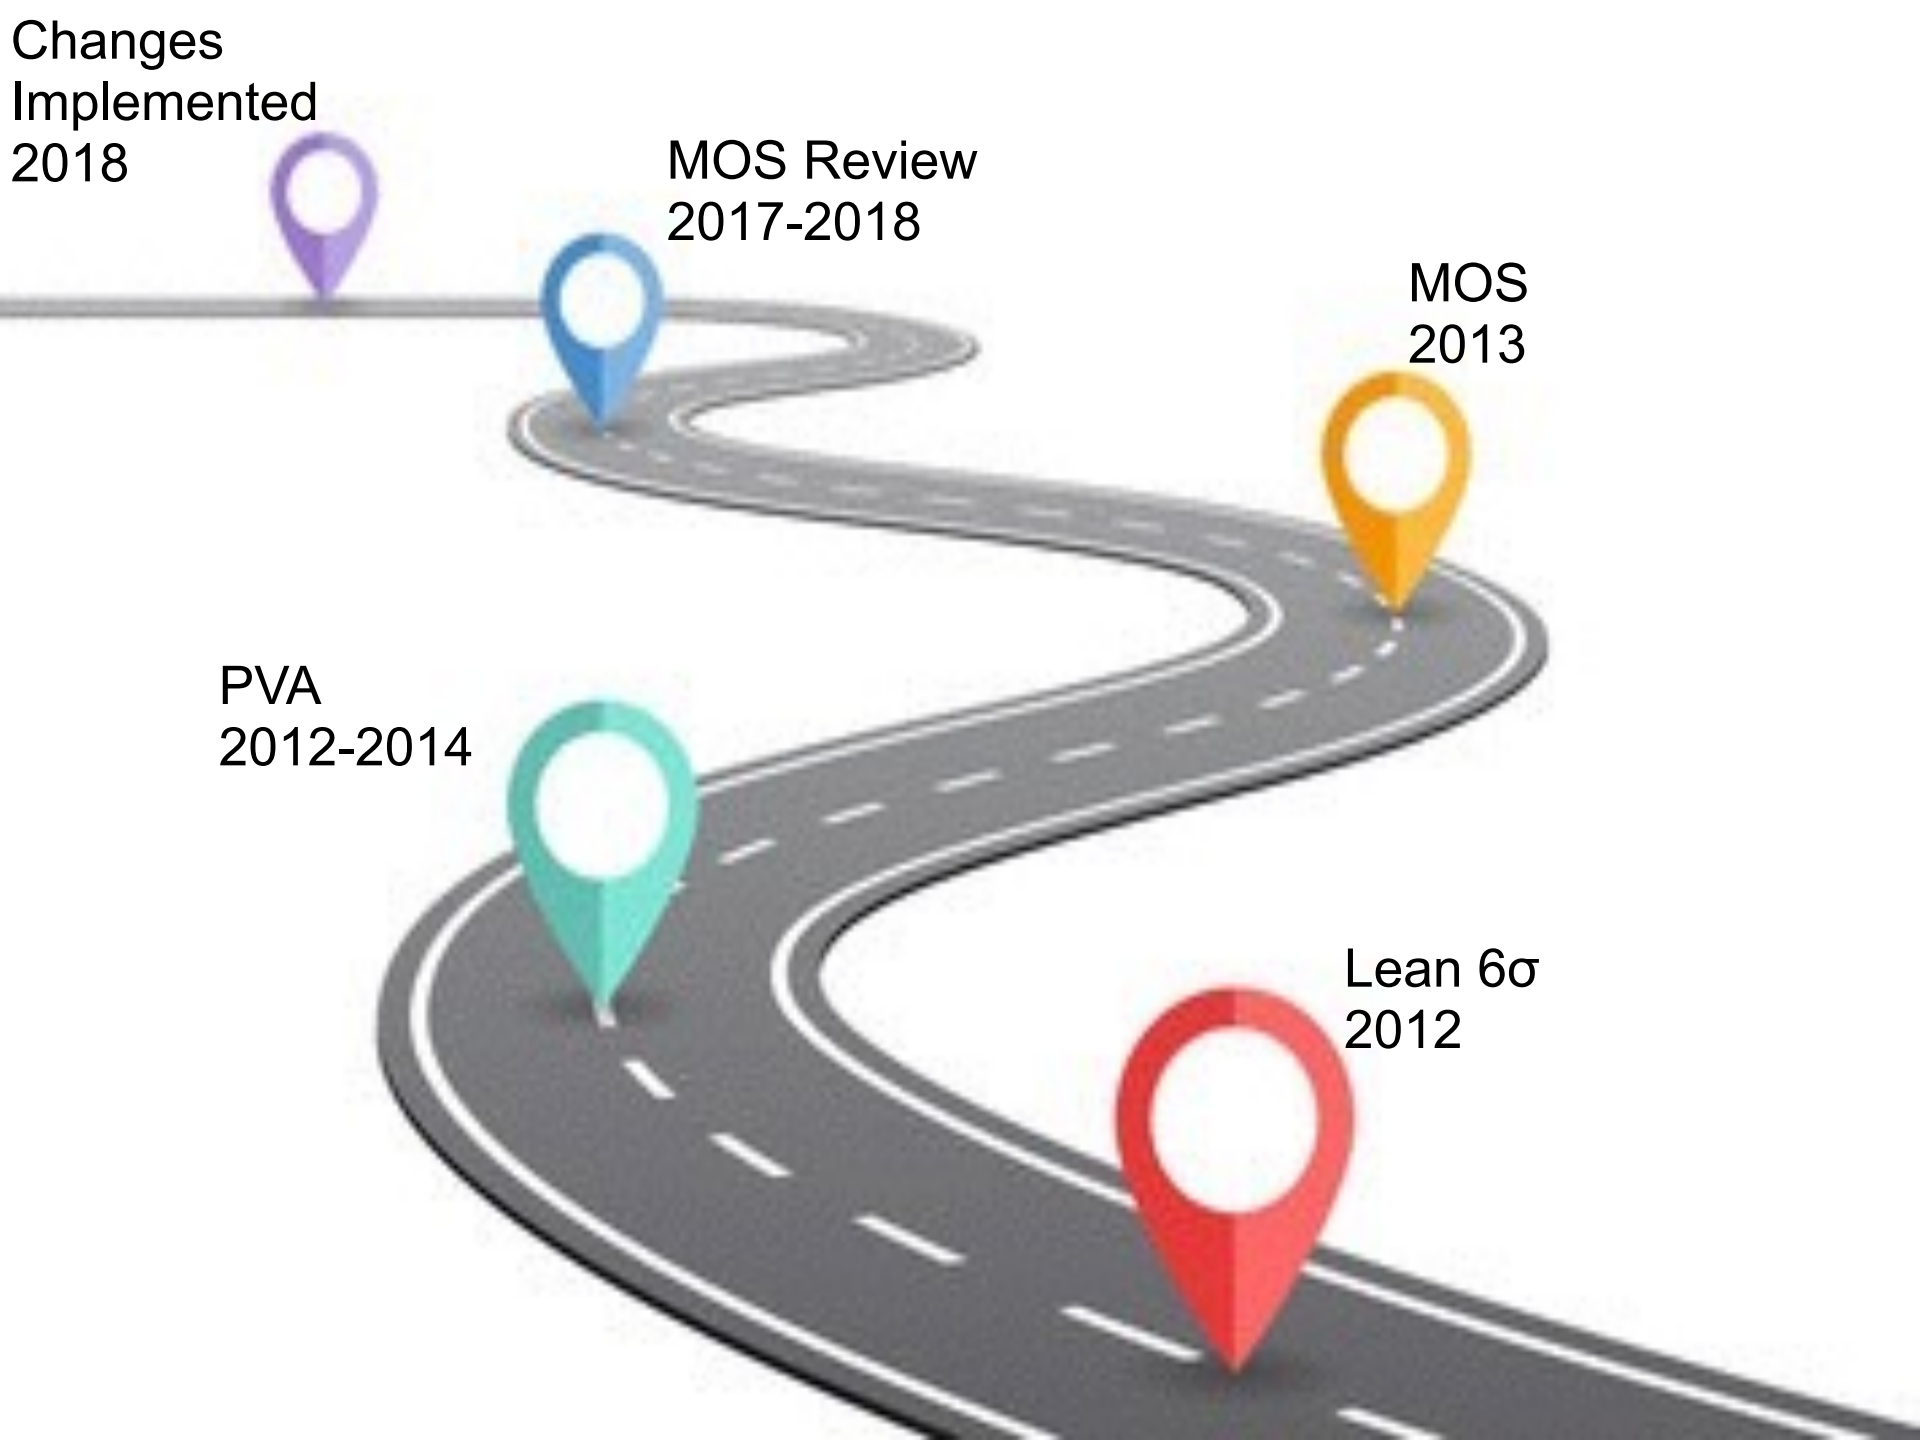 Changes
Implemented
2018
MOS Review
2017-2018
MOS
2013
PVA
2012-2014
Lean 6σ
2012